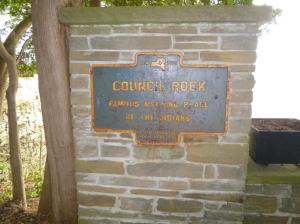 COUNCIL ROCK
FAMOUS MEETING PLACE
OF THE INDIANS